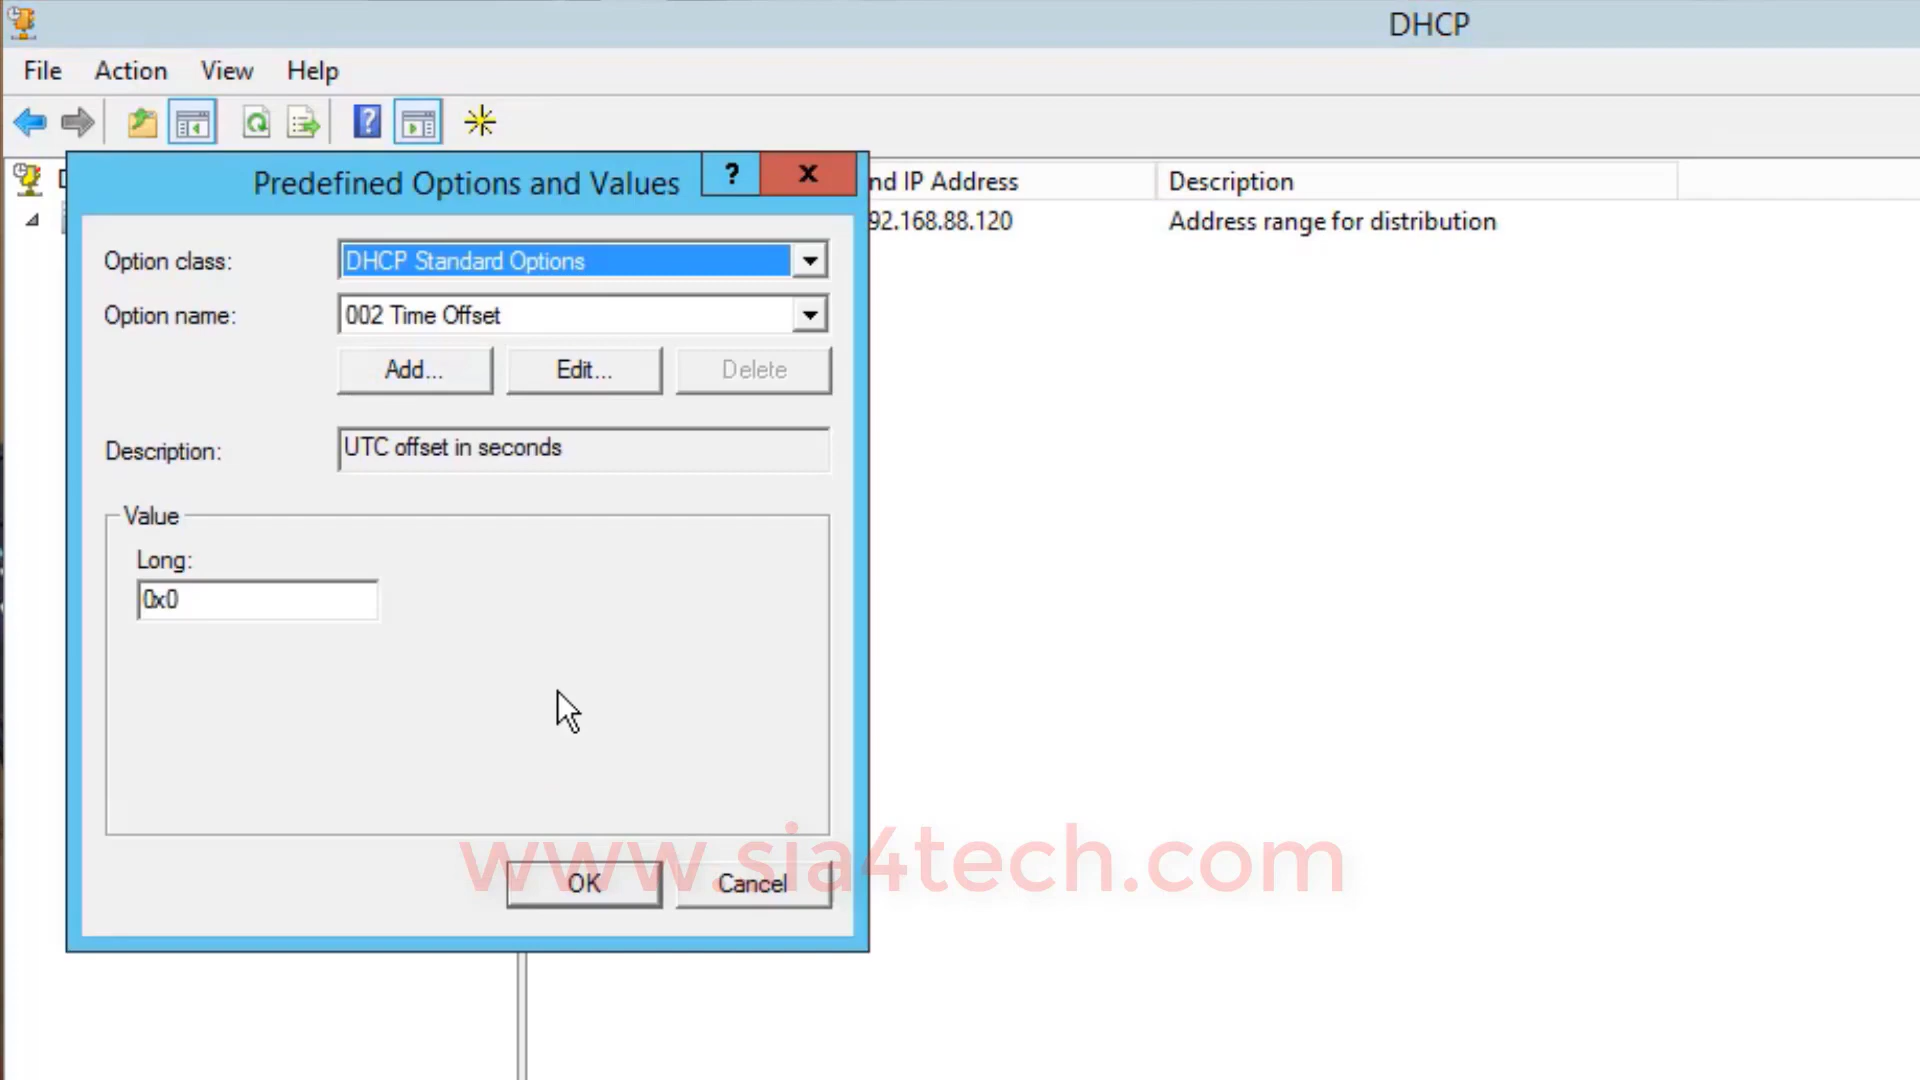 DHCP
File Action View Help
Predefined Options and Values ? x
nd IP Address Description
92.168.88.120 Address range for distribution
Option class: DHCP Standard Options
Option name: 002 Time Offset
Add... Edit... Delete
Description: UTC offset in seconds
Value
Long:
0x0
www.sia4tech.com
OK Cancel